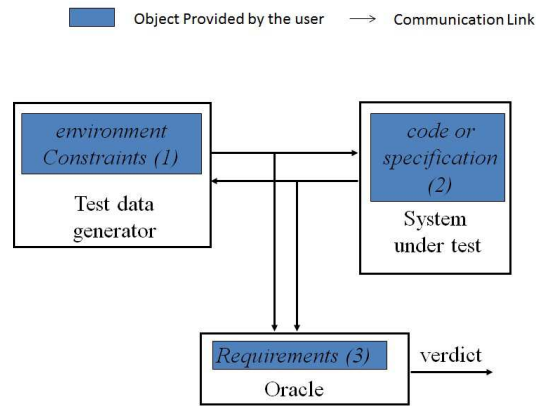 Object Provided by the user
Communication Link
environment
Constraints (1)
Test data
generator
code or
specification
(2)
System
under test
Requirements (3)
Oracle
verdict